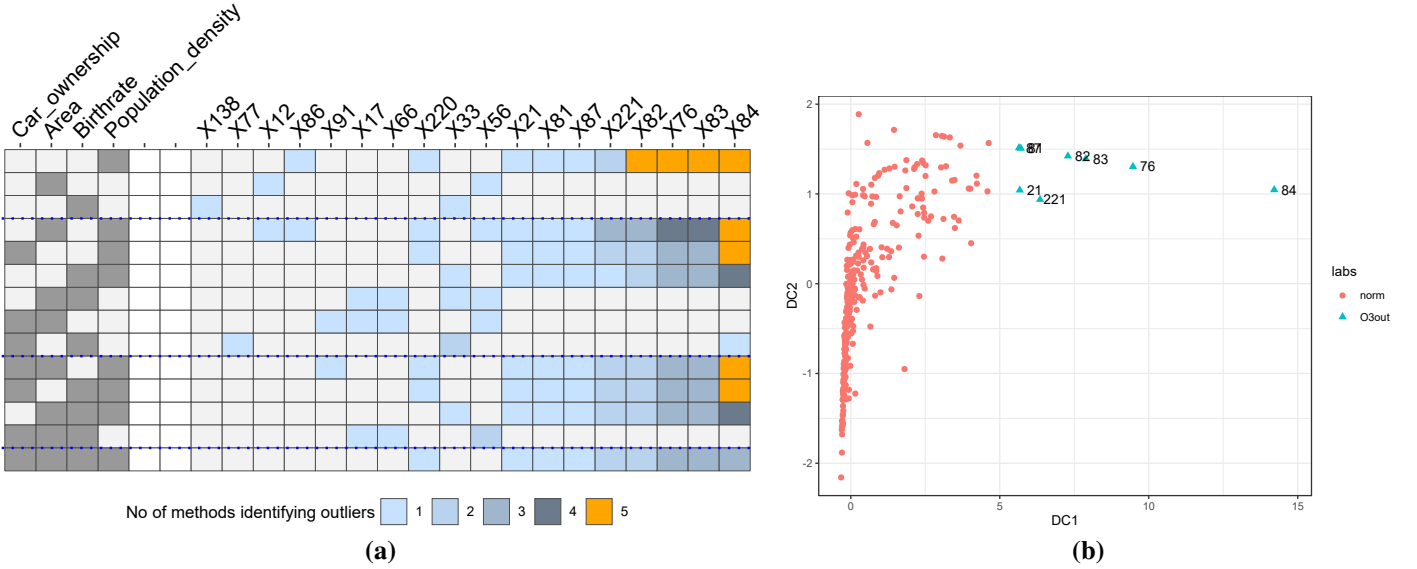 Car_ownership
Area
Birthrate
Population_density
X138
X77
X12
X86
X91
X17
X66
X220
X33
X56
X21
X81
X87
X221
X82
X76
X83
X84
No of methods identifying outliers 1 2 3 4 5
(a)
2
1
0
-1
-2
DC2
82
83
76
84
21
221
0 5 10 15
DC1
labs
norm
O3out
(b)